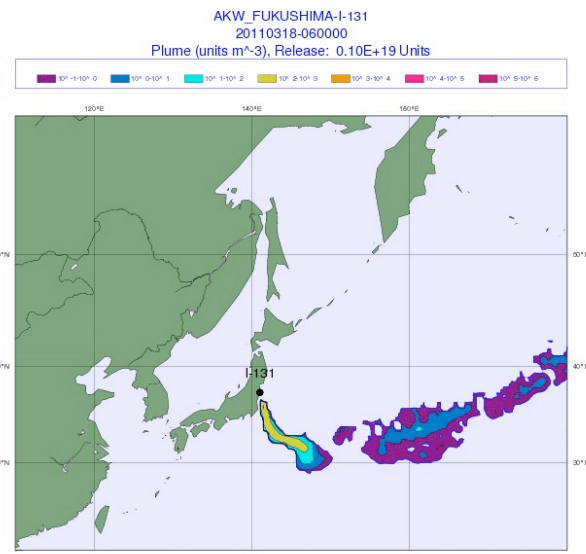 AKW_FUKUSHIMA-I-131
20110318-060000
Plume (units m^-3), Release: 0.10E+19 Units
10^ -1-10^ 0 10^ 0-10^ 1 10^ 1-10^ 2 10^ 2-10^ 3 10^ 3-10^ 4 10^ 4-10^ 5 10^ 5-10^ 6
120°E 140°E 160°E
°N 50°N
I-131
°N 40°N
°N 30°N